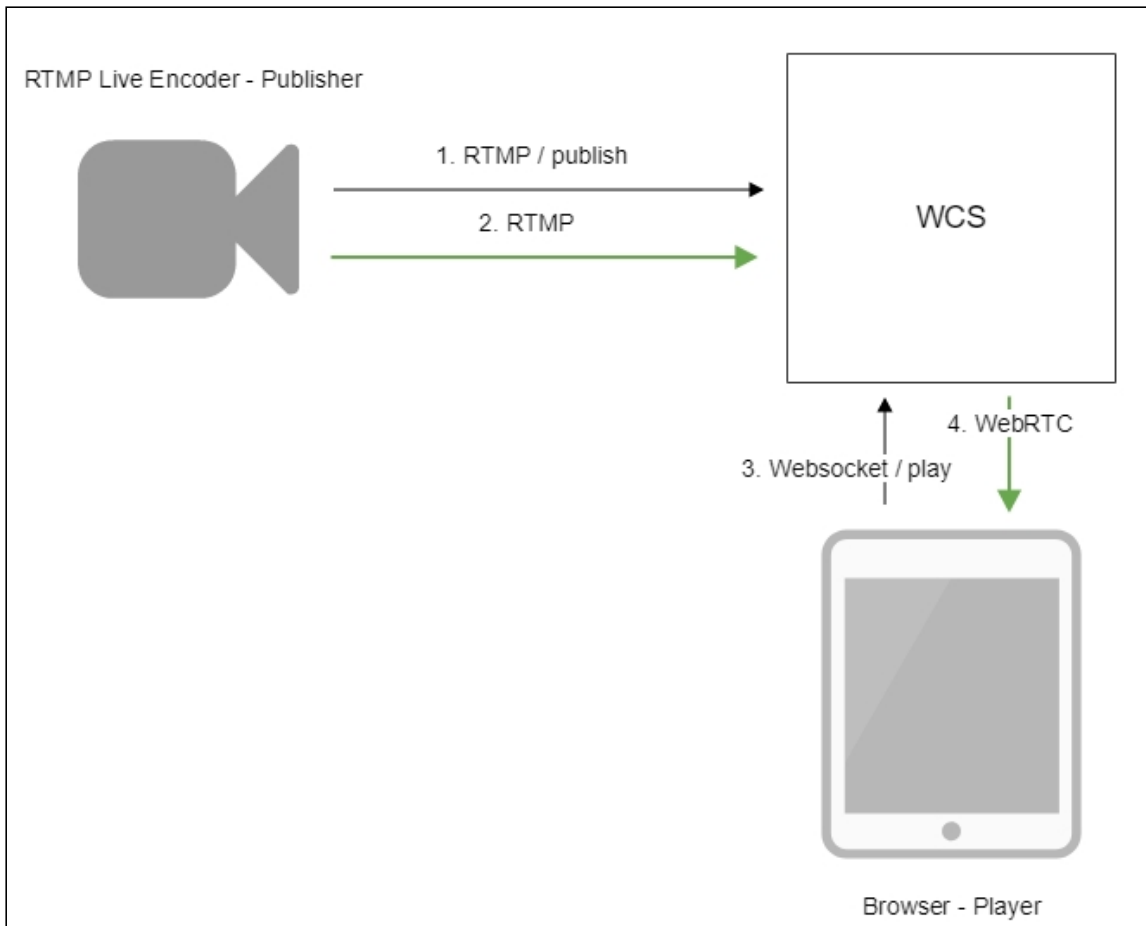 RTMP Live Encoder - Publisher
1. RTMP / publish
2. RTMP
WCS
4. WebRTC
3. Websocket / play
Browser - Player